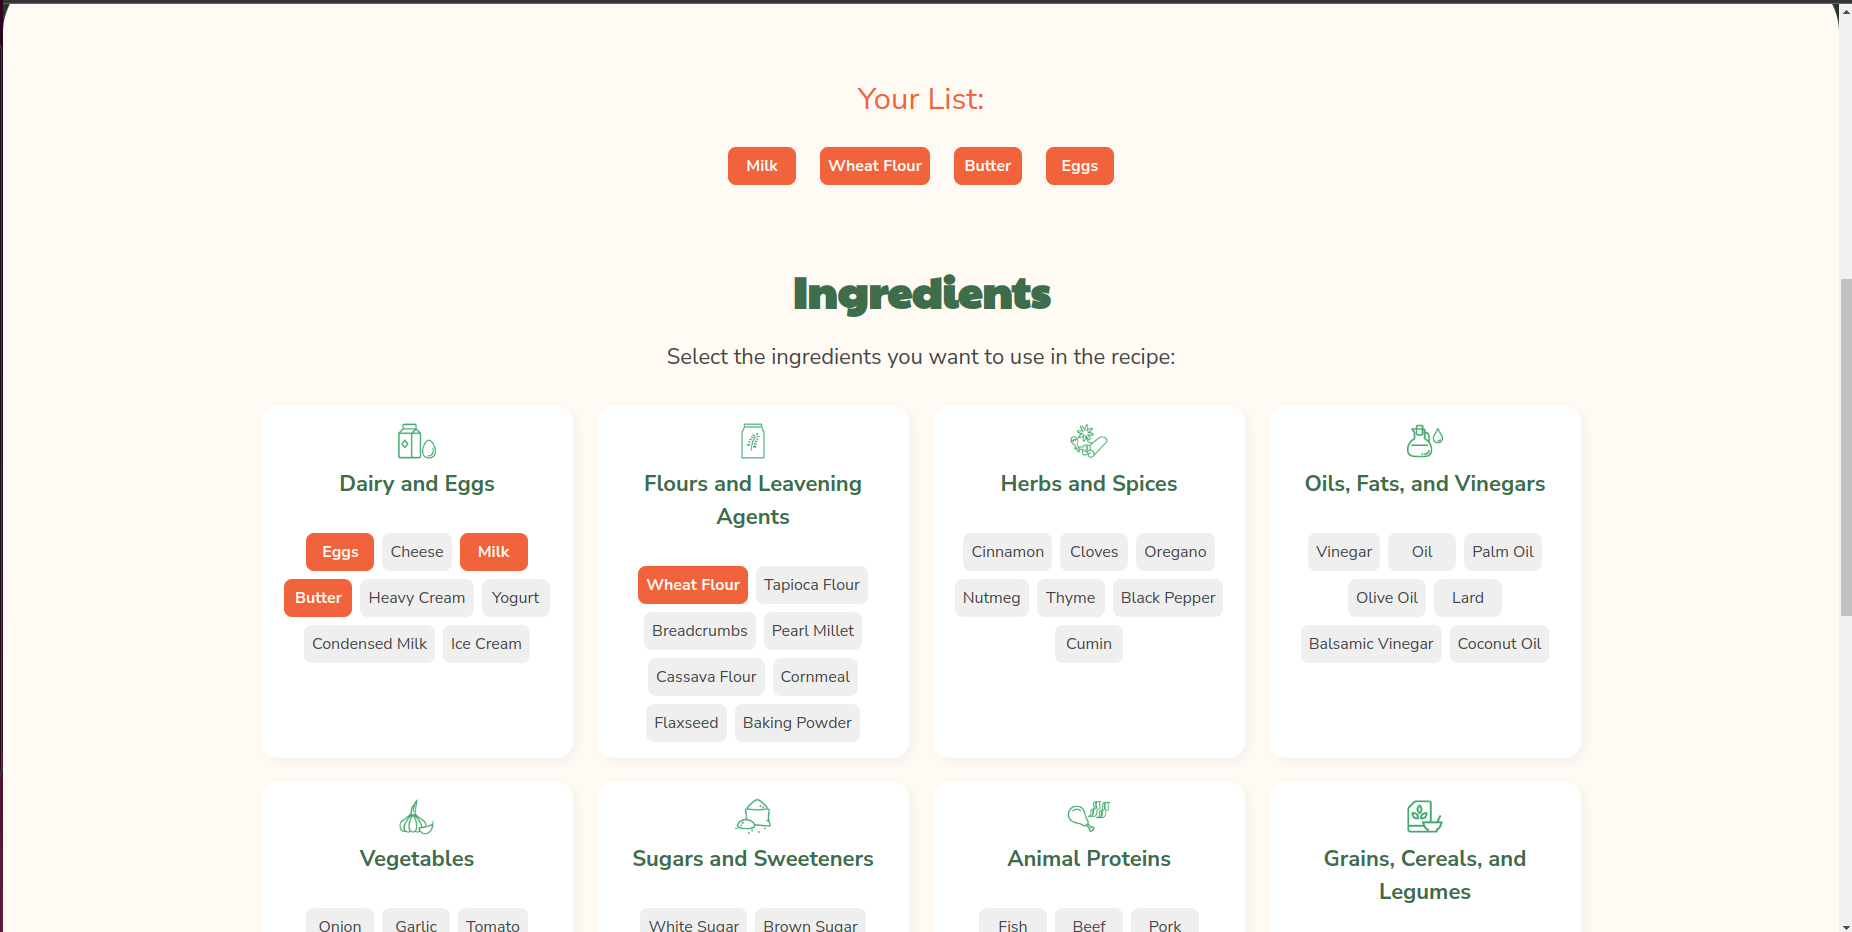 Your List:
Milk Wheat Flour Butter Eggs
Ingredients
Select the ingredients you want to use in the recipe:
Dairy and Eggs
Eggs Cheese Milk
Butter Heavy Cream Yogurt
Condensed Milk Ice Cream
Flours and Leavening
Agents
Wheat Flour Tapioca Flour
Breadcrumbs Pearl Millet
Cassava Flour Cornmeal
Flaxseed Baking Powder
Herbs and Spices
Cinnamon Cloves Oregano
Nutmeg Thyme Black Pepper
Cumin
Oils, Fats, and Vinegars
Vinegar Oil Palm Oil
Olive Oil Lard
Balsamic Vinegar Coconut Oil
Vegetables
Onion Garlic Tomato
Sugars and Sweeteners
White Sugar Brown Sugar
Animal Proteins
Fish Beef Pork
Grains, Cereals, and
Legumes